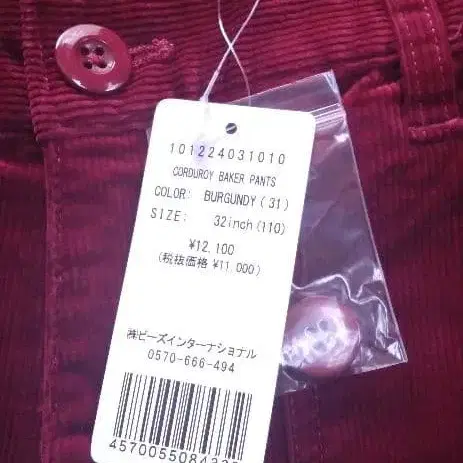 101224031010
CORDUROY BAKER PANTS
COLOR: BURGUNDY(31)
SIZE: 32inch(110)
¥12,100
(税抜価格 ¥11,000)
㈱ビーズインターナショナル
0570-666-494